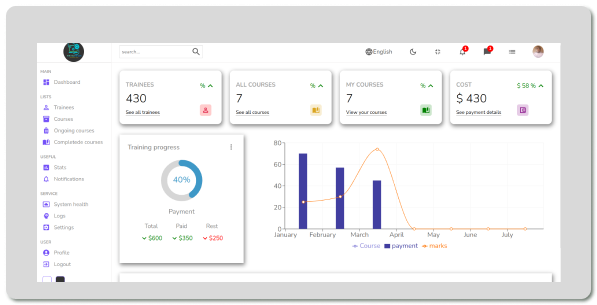 search...
English
1
1
MAIN
Dashboard
LISTS
Trainees
Courses
Ongoing courses
Completede courses
USEFUL
Stats
Notifications
SERVICE
System health
Logs
Settings
USER
Profile
Logout
TRAINEES
%
430
See all trainees
ALL COURSES
%
7
See all courses
MY COURSES
%
7
View your courses
COST
$ 58 %
$ 430
See payment details
Training progress
40%
Payment
Total Paid Rest
$600 $350 $250
80
60
40
20
0
January February March April May June July
Course payment marks